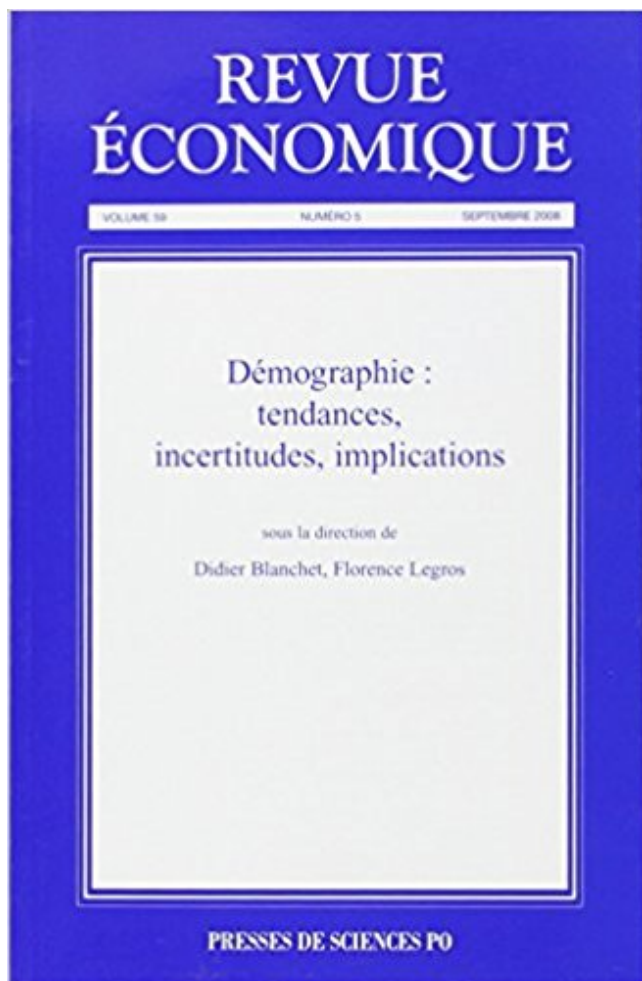 REVUE
ÉCONOMIQUE
VOLUME 59 NUMÉRO 5 SEPTEMBRE 2008
Démographie :
tendances,
incertitudes, implications
sous la direction de
Didier Blanchet, Florence Legros
PRESSES DE SCIENCES PO